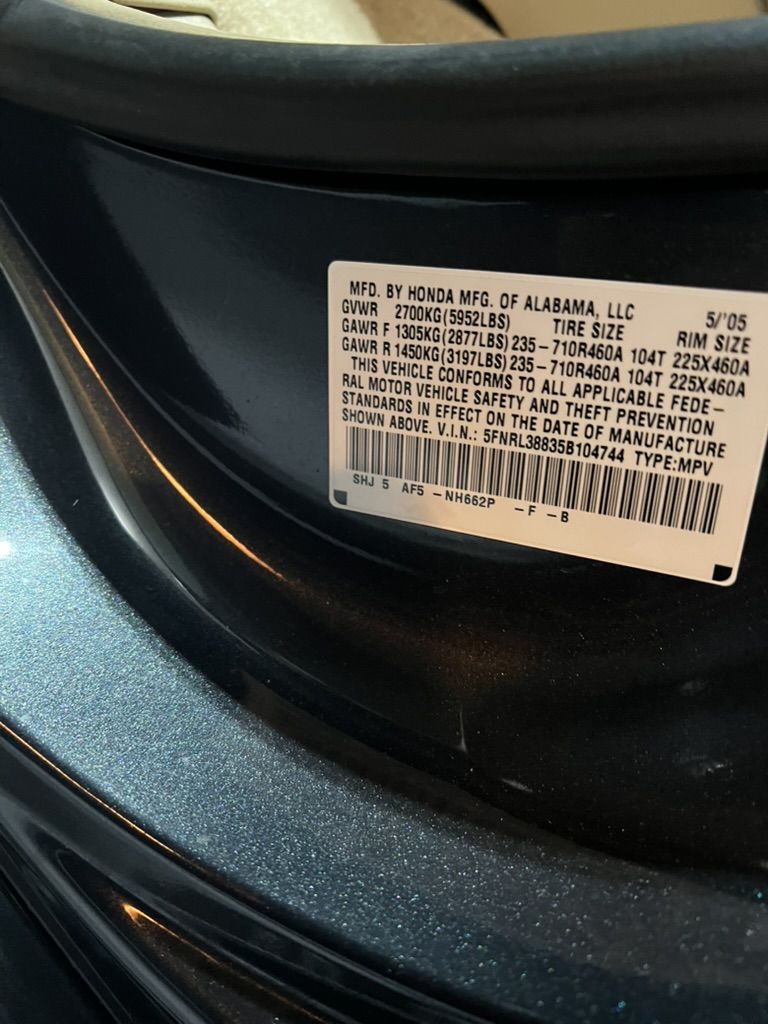 MFD. BY HONDA MFG. OF ALABAMA, LLC 5/'05
GVWR 2700KG(5952LBS) TIRE SIZE RIM SIZE
GAWR F 1305KG(2877LBS) 235-710R460A 104T 225X460A
GAWR R 1450KG(3197LBS) 235-710R460A 104T 225X460A
THIS VEHICLE CONFORMS TO ALL APPLICABLE FEDE-
RAL MOTOR VEHICLE SAFETY AND THEFT PREVENTION
STANDARDS IN EFFECT ON THE DATE OF MANUFACTURE
SHOWN ABOVE. V.I.N.: 5FNRL38835B104744 TYPE:MPV
SHJ 5 AF5 -NH662P -F -B